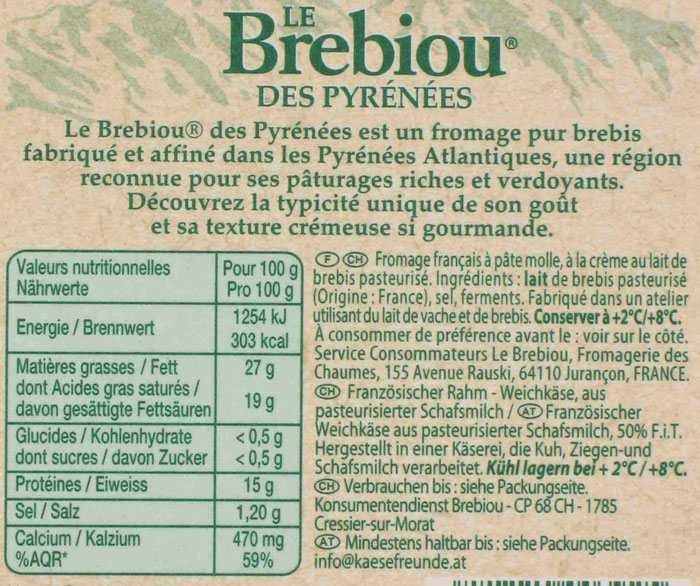 LE
Brebiou®
DES PYRÉNÉES
Le Brebiou® des Pyrénées est un fromage pur brebis
fabriqué et affiné dans les Pyrénées Atlantiques, une région
reconnue pour ses pâturages riches et verdoyants.
Découvrez la typicité unique de son goût
et sa texture crémeuse si gourmande.
Valeurs nutritionnelles Pour 100 g
Nährwerte Pro 100 g
Energie / Brennwert 1254 kJ
303 kcal
Matières grasses / Fett 27 g
dont Acides gras saturés /
davon gesättigte Fettsäuren 19 g
Glucides / Kohlenhydrate < 0,5 g
dont sucres / davon Zucker < 0,5 g
Protéines / Eiweiss 15 g
Sel / Salz 1,20 g
Calcium / Kalzium 470 mg
%AQR* 59%
(F) (CH) Fromage français à pâte molle, à la crème au lait de
brebis pasteurisé. Ingrédients : lait de brebis pasteurisé
(Origine : France), sel, ferments. Fabriqué dans un atelier
utilisant du lait de vache et de brebis. Conserver à +2°C/+8°C.
À consommer de préférence avant le : voir sur le côté.
Service Consommateurs Le Brebiou, Fromagerie des
Chaumes, 155 Avenue Rauski, 64110 Jurançon, FRANCE.
(CH) Französischer Rahm - Weichkäse, aus
pasteurisierter Schafsmilch / (AT) Französischer
Weichkäse aus pasteurisierter Schafsmilch, 50% F.i.T.
Hergestellt in einer Käserei, die Kuh, Ziegen-und
Schafsmilch verarbeitet. Kühl lagern bei + 2°C / +8°C.
(CH) Verbrauchen bis : siehe Packungseite.
Konsumentendienst Brebiou - CP 68 CH - 1785
Cressier-sur-Morat
(AT) Mindestens haltbar bis : siehe Packungseite.
info@kaesefreunde.at